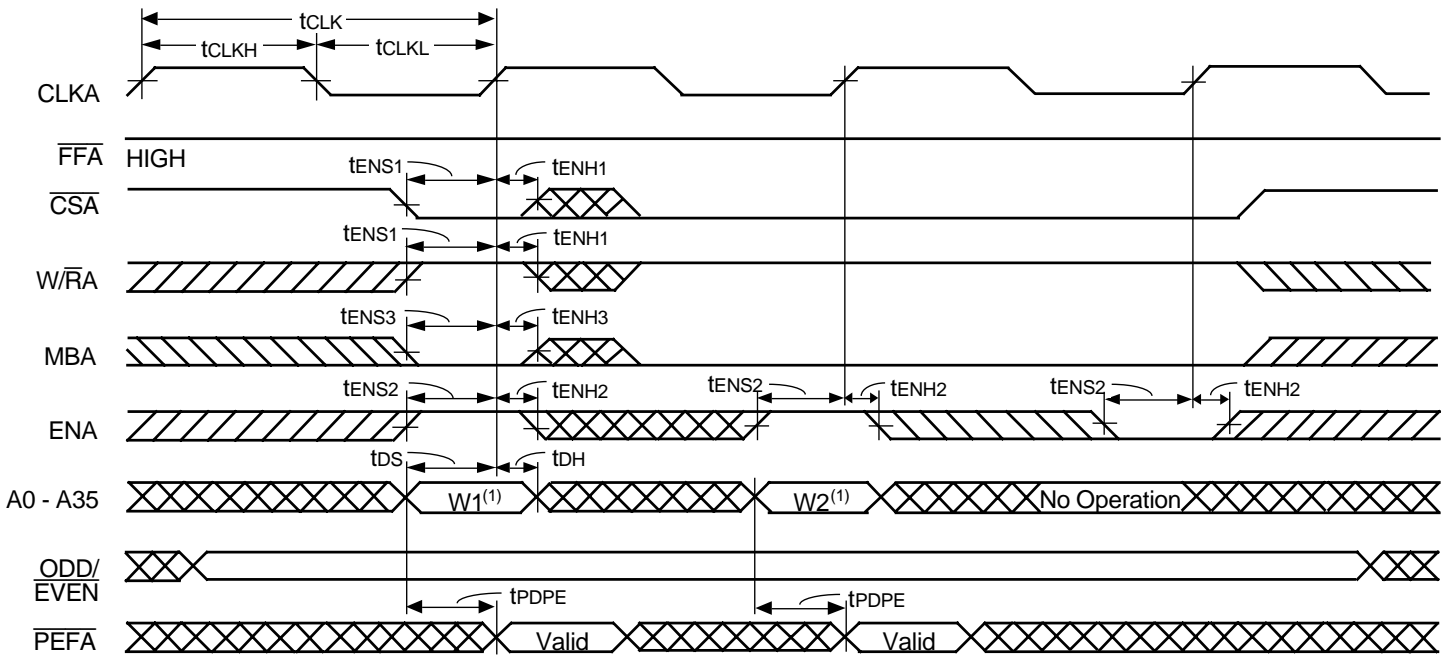 tCLK
tCLKH tCLKL
CLKA
FFA HIGH
tENS1 tENH1
CSA
tENS1 tENH1
W/RA
tENS3 tENH3
MBA
tENS2 tENH2 tENS2 tENH2 tENS2 tENH2
ENA
tDS tDH
A0 - A35 W1(1) W2(1) No Operation
ODD/
EVEN
tPDPE tPDPE
PEFA Valid Valid